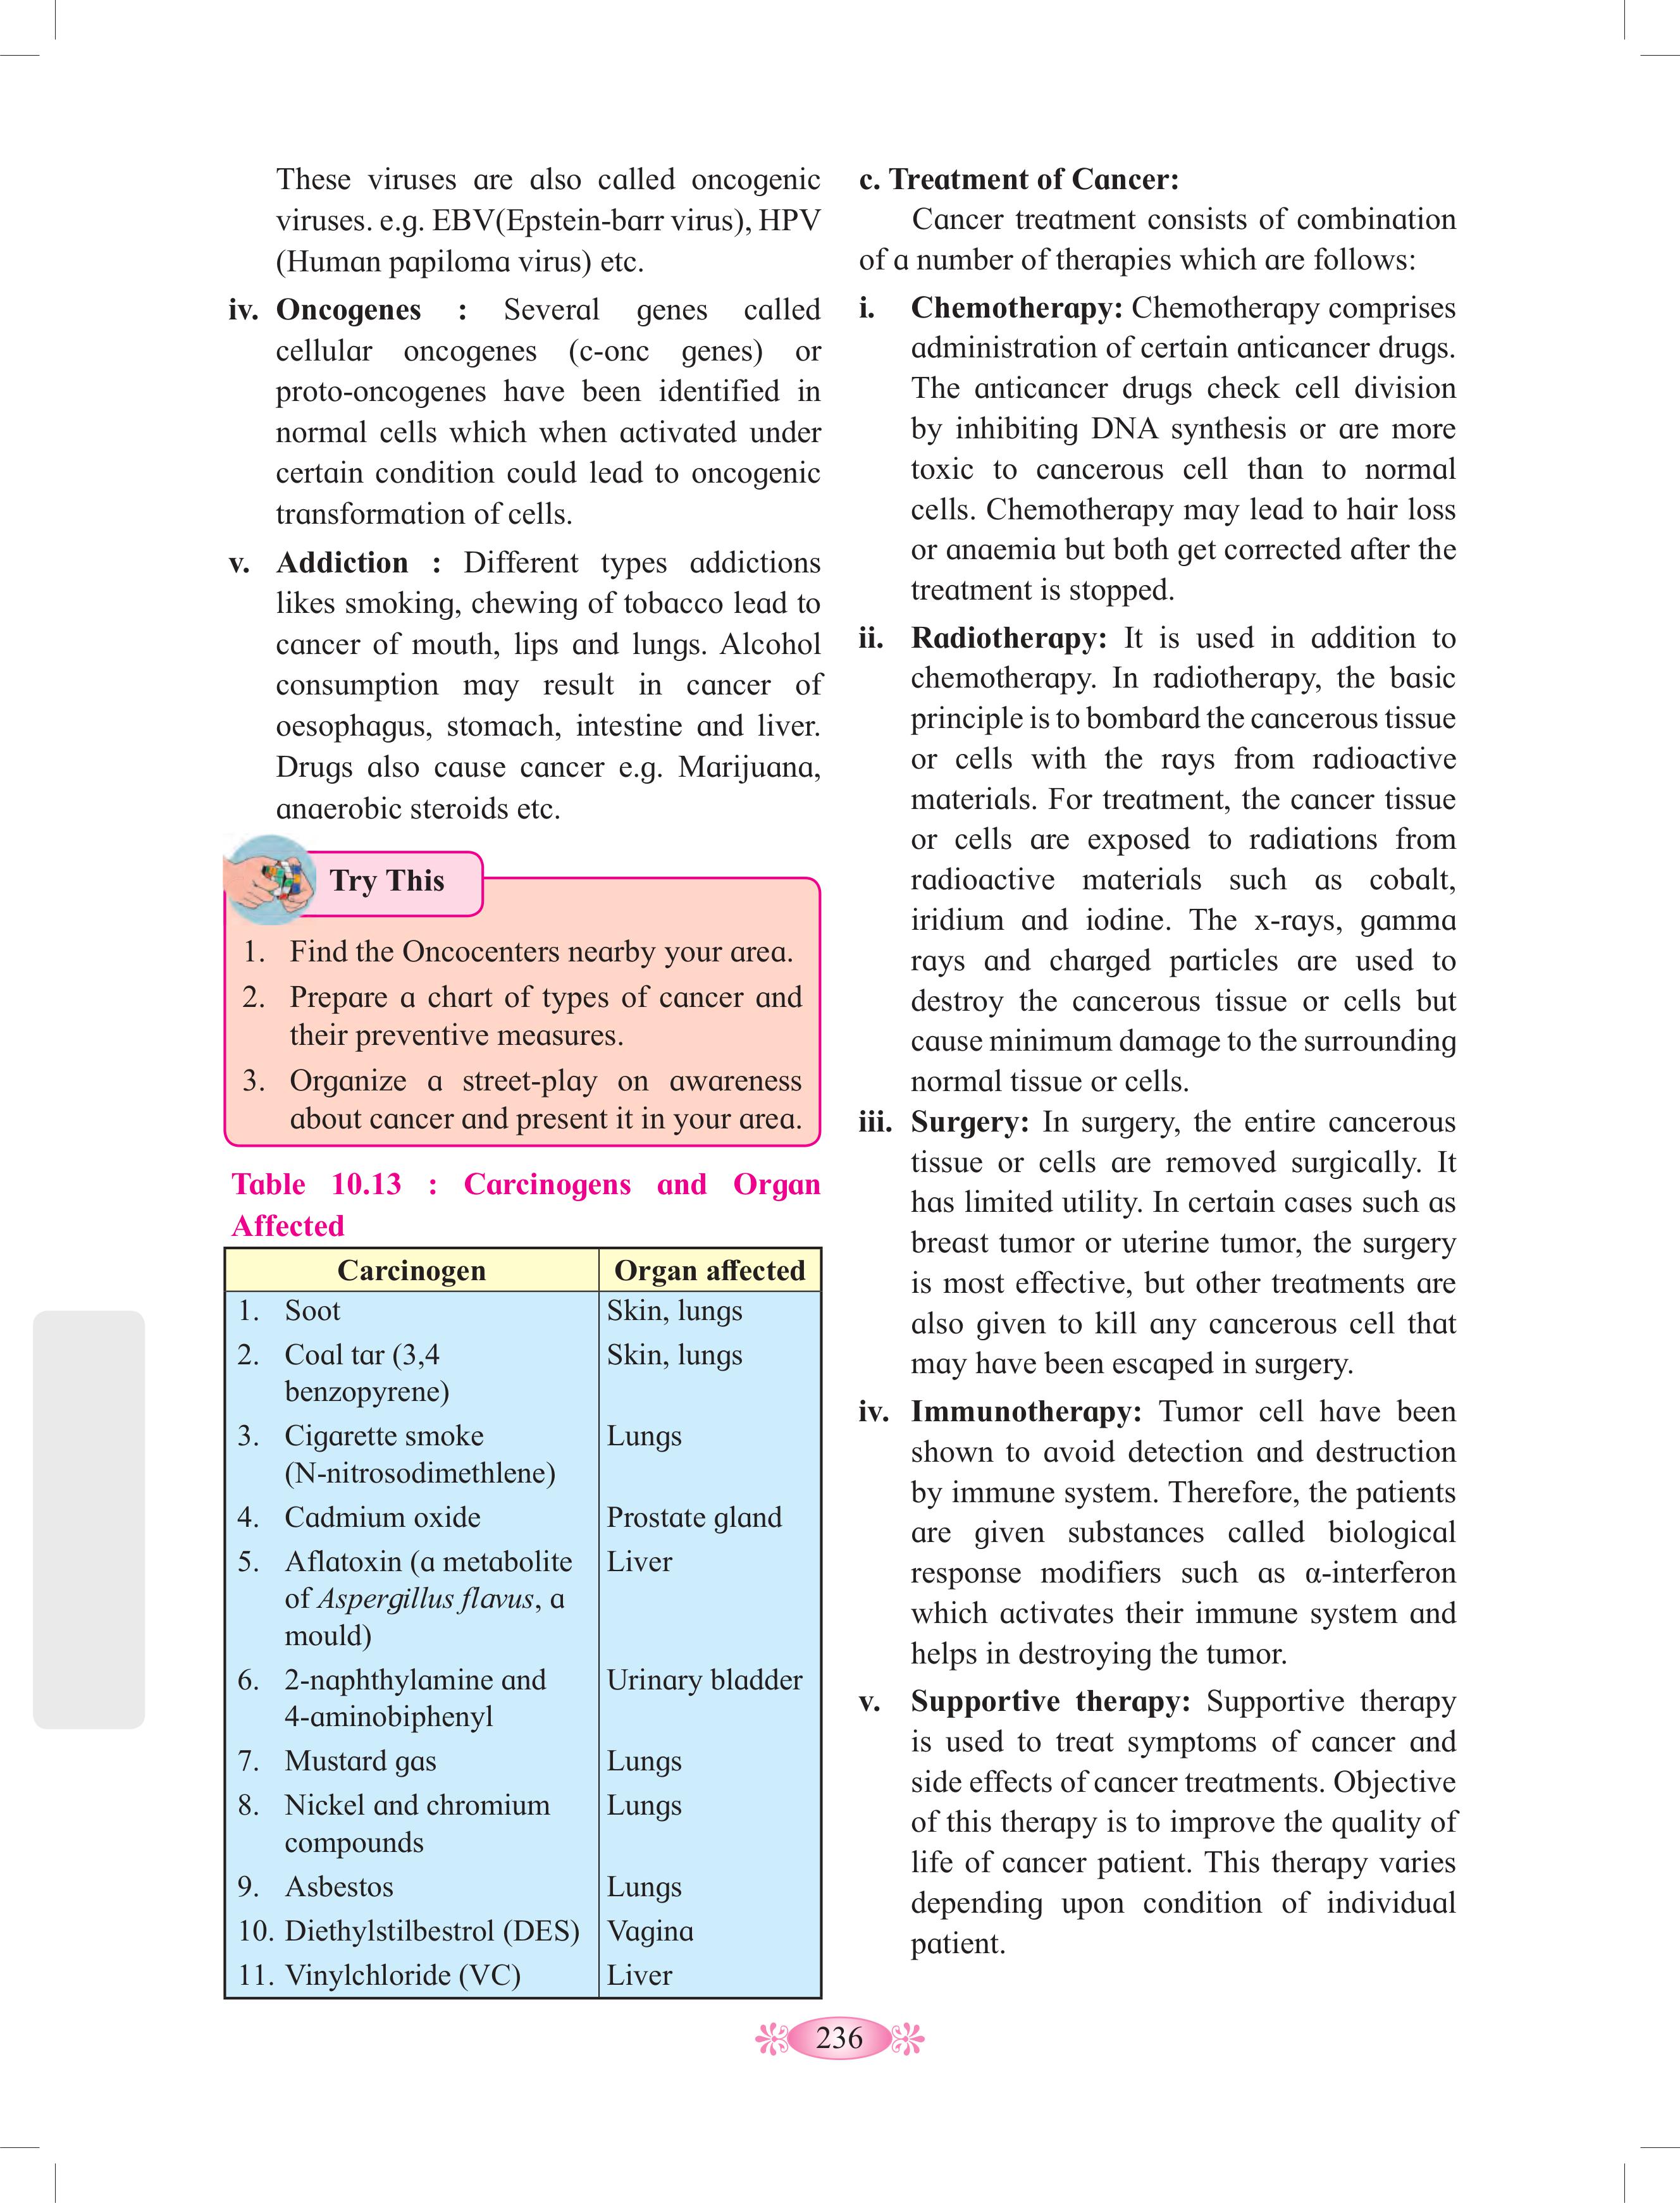 These viruses are also called oncogenic
viruses. e.g. EBV(Epstein-barr virus), HPV
(Human papiloma virus) etc.
iv. Oncogenes : Several genes called
cellular oncogenes (c-onc genes) or
proto-oncogenes have been identified in
normal cells which when activated under
certain condition could lead to oncogenic
transformation of cells.
v. Addiction : Different types addictions
likes smoking, chewing of tobacco lead to
cancer of mouth, lips and lungs. Alcohol
consumption may result in cancer of
oesophagus, stomach, intestine and liver.
Drugs also cause cancer e.g. Marijuana,
anaerobic steroids etc.
Try This
1. Find the Oncocenters nearby your area.
2. Prepare a chart of types of cancer and
their preventive measures.
3. Organize a street-play on awareness
about cancer and present it in your area.
Table 10.13 : Carcinogens and Organ
Affected
Carcinogen Organ affected
1. Soot Skin, lungs
2. Coal tar (3,4 Skin, lungs
benzopyrene)
3. Cigarette smoke Lungs
(N-nitrosodimethlene)
4. Cadmium oxide Prostate gland
5. Aflatoxin (a metabolite Liver
of Aspergillus flavus, a
mould)
6. 2-naphthylamine and Urinary bladder
4-aminobiphenyl
7. Mustard gas Lungs
8. Nickel and chromium Lungs
compounds
9. Asbestos Lungs
10. Diethylstilbestrol (DES) Vagina
11. Vinylchloride (VC) Liver
c. Treatment of Cancer:
Cancer treatment consists of combination
of a number of therapies which are follows:
i. Chemotherapy: Chemotherapy comprises
administration of certain anticancer drugs.
The anticancer drugs check cell division
by inhibiting DNA synthesis or are more
toxic to cancerous cell than to normal
cells. Chemotherapy may lead to hair loss
or anaemia but both get corrected after the
treatment is stopped.
ii. Radiotherapy: It is used in addition to
chemotherapy. In radiotherapy, the basic
principle is to bombard the cancerous tissue
or cells with the rays from radioactive
materials. For treatment, the cancer tissue
or cells are exposed to radiations from
radioactive materials such as cobalt,
iridium and iodine. The x-rays, gamma
rays and charged particles are used to
destroy the cancerous tissue or cells but
cause minimum damage to the surrounding
normal tissue or cells.
iii. Surgery: In surgery, the entire cancerous
tissue or cells are removed surgically. It
has limited utility. In certain cases such as
breast tumor or uterine tumor, the surgery
is most effective, but other treatments are
also given to kill any cancerous cell that
may have been escaped in surgery.
iv. Immunotherapy: Tumor cell have been
shown to avoid detection and destruction
by immune system. Therefore, the patients
are given substances called biological
response modifiers such as α-interferon
which activates their immune system and
helps in destroying the tumor.
v. Supportive therapy: Supportive therapy
is used to treat symptoms of cancer and
side effects of cancer treatments. Objective
of this therapy is to improve the quality of
life of cancer patient. This therapy varies
depending upon condition of individual
patient.
236